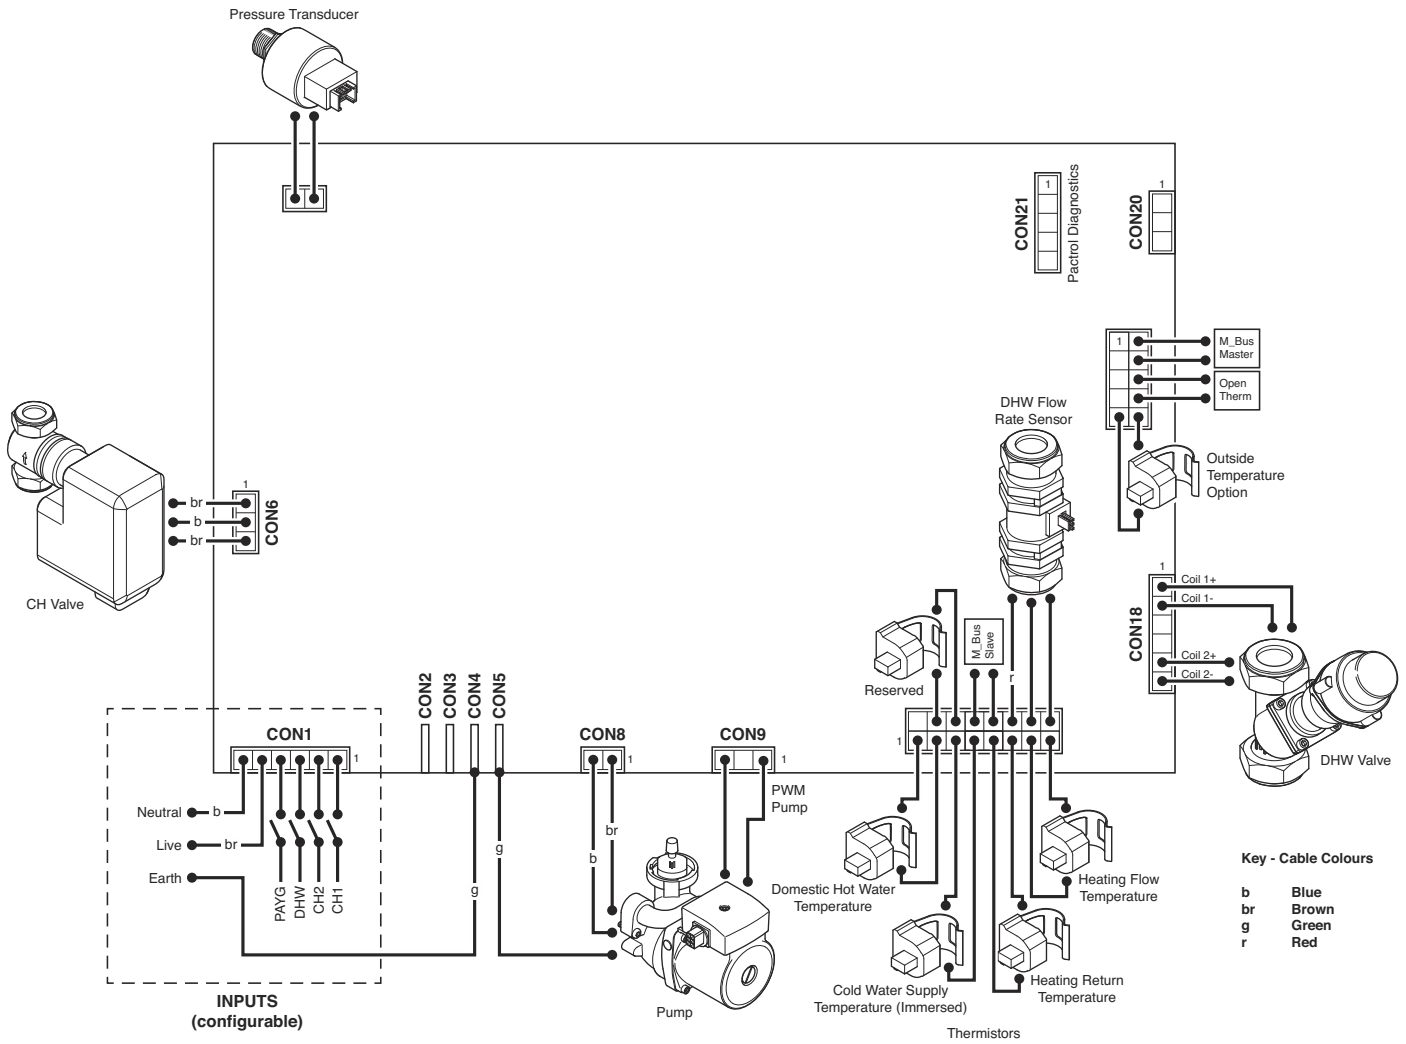 Pressure Transducer
1
CON21
Pactrol Diagnostics
1
CON20
1
M_Bus
Master
Open
Therm
DHW Flow
Rate Sensor
Outside
Temperature
Option
br
b
br
1
CON6
CH Valve
1
Coil 1+
Coil 1-
CON18
Coil 2+
Coil 2-
DHW Valve
Reserved
M_Bus
Slave
r
1
CON2
CON3
CON4
CON5
CON1
1
CON8
1
CON9
1
PWM
Pump
Neutral
b
Live
br
Earth
PAYG
DHW
CH2
CH1
g
g
b
br
INPUTS
(configurable)
Pump
Domestic Hot Water
Temperature
Heating Flow
Temperature
Cold Water Supply
Temperature (Immersed)
Heating Return
Temperature
Thermistors
Key - Cable Colours
b Blue
br Brown
g Green
r Red